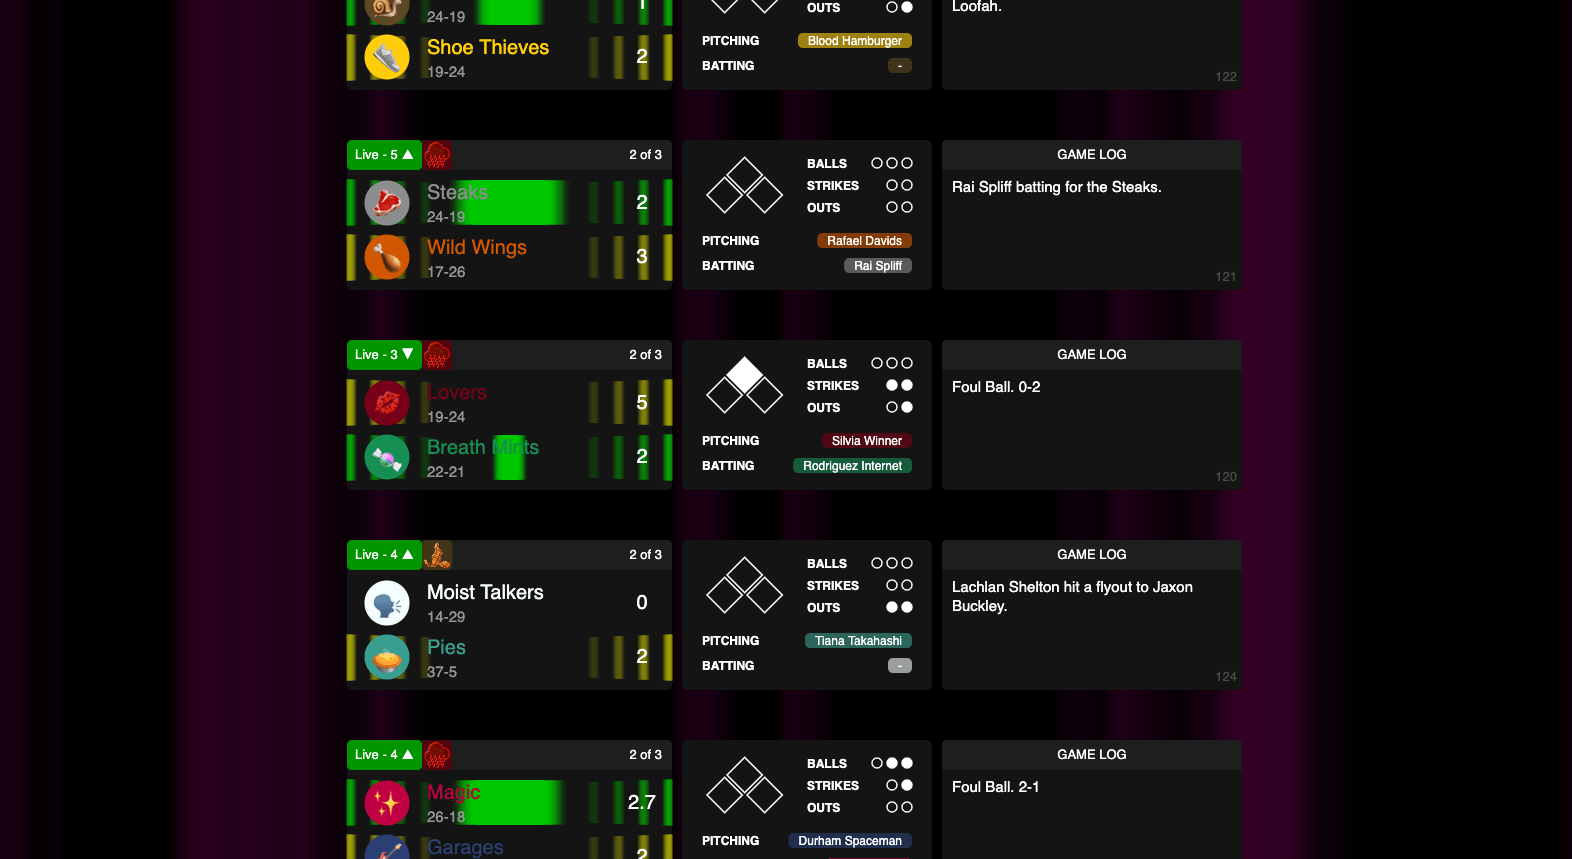 24-19
1
OUTS
Loofah.
Shoe Thieves
19-24
2
PITCHING
Blood Hamburger
BATTING
-
122
Live - 5 ▲
2 of 3
Steaks
24-19
2
Wild Wings
17-26
3
BALLS
STRIKES
OUTS
PITCHING
Rafael Davids
BATTING
Rai Spliff
GAME LOG
Rai Spliff batting for the Steaks.
121
Live - 3 ▼
2 of 3
Lovers
19-24
5
Breath Mints
22-21
2
BALLS
STRIKES
OUTS
PITCHING
Silvia Winner
BATTING
Rodriguez Internet
GAME LOG
Foul Ball. 0-2
120
Live - 4 ▲
2 of 3
Moist Talkers
14-29
0
Pies
37-5
2
BALLS
STRIKES
OUTS
PITCHING
Tiana Takahashi
BATTING
-
GAME LOG
Lachlan Shelton hit a flyout to Jaxon
Buckley.
124
Live - 4 ▲
2 of 3
Magic
26-18
2.7
Garages
2
BALLS
STRIKES
OUTS
PITCHING
Durham Spaceman
GAME LOG
Foul Ball. 2-1